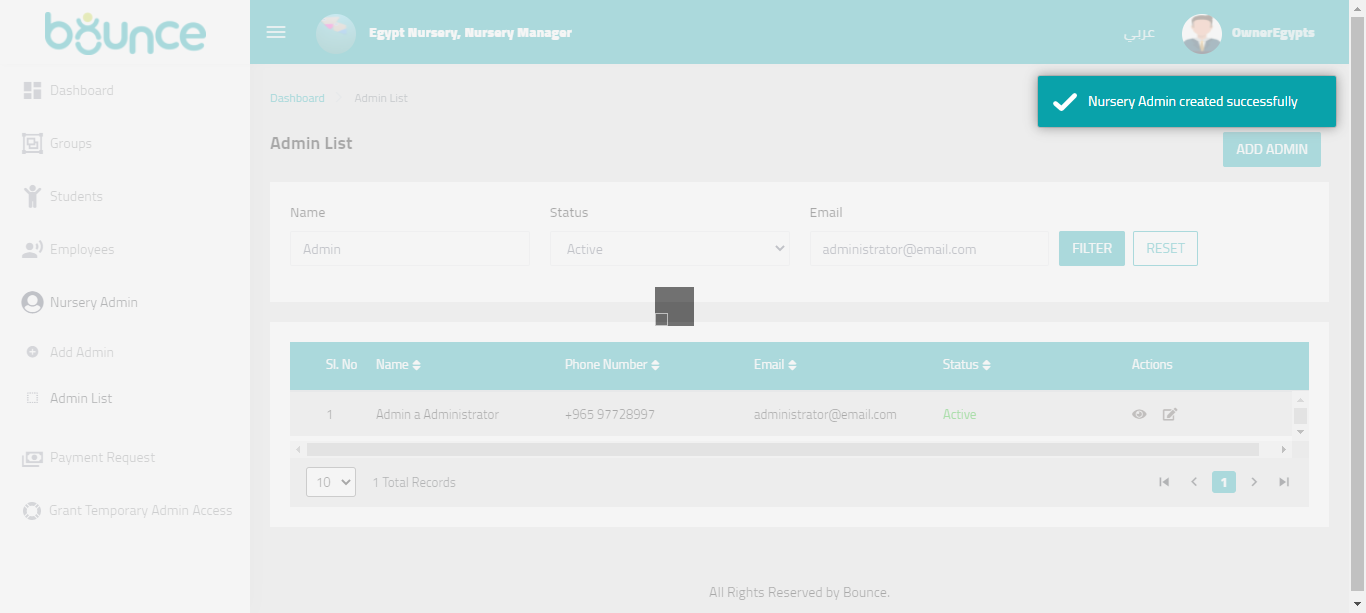 bounce
Egypt Nursery, Nursery Manager
عربي
OwnerEgypts
Dashboard
Groups
Students
Employees
Nursery Admin
Add Admin
Admin List
Payment Request
Grant Temporary Admin Access
Dashboard > Admin List
Nursery Admin created successfully
Admin List
ADD ADMIN
Name Status Email
Admin Active administrator@email.com FILTER RESET
Sl. No Name Phone Number Email Status Actions
1 Admin a Administrator +965 97728997 administrator@email.com Active
10 1 Total Records 1
All Rights Reserved by Bounce.